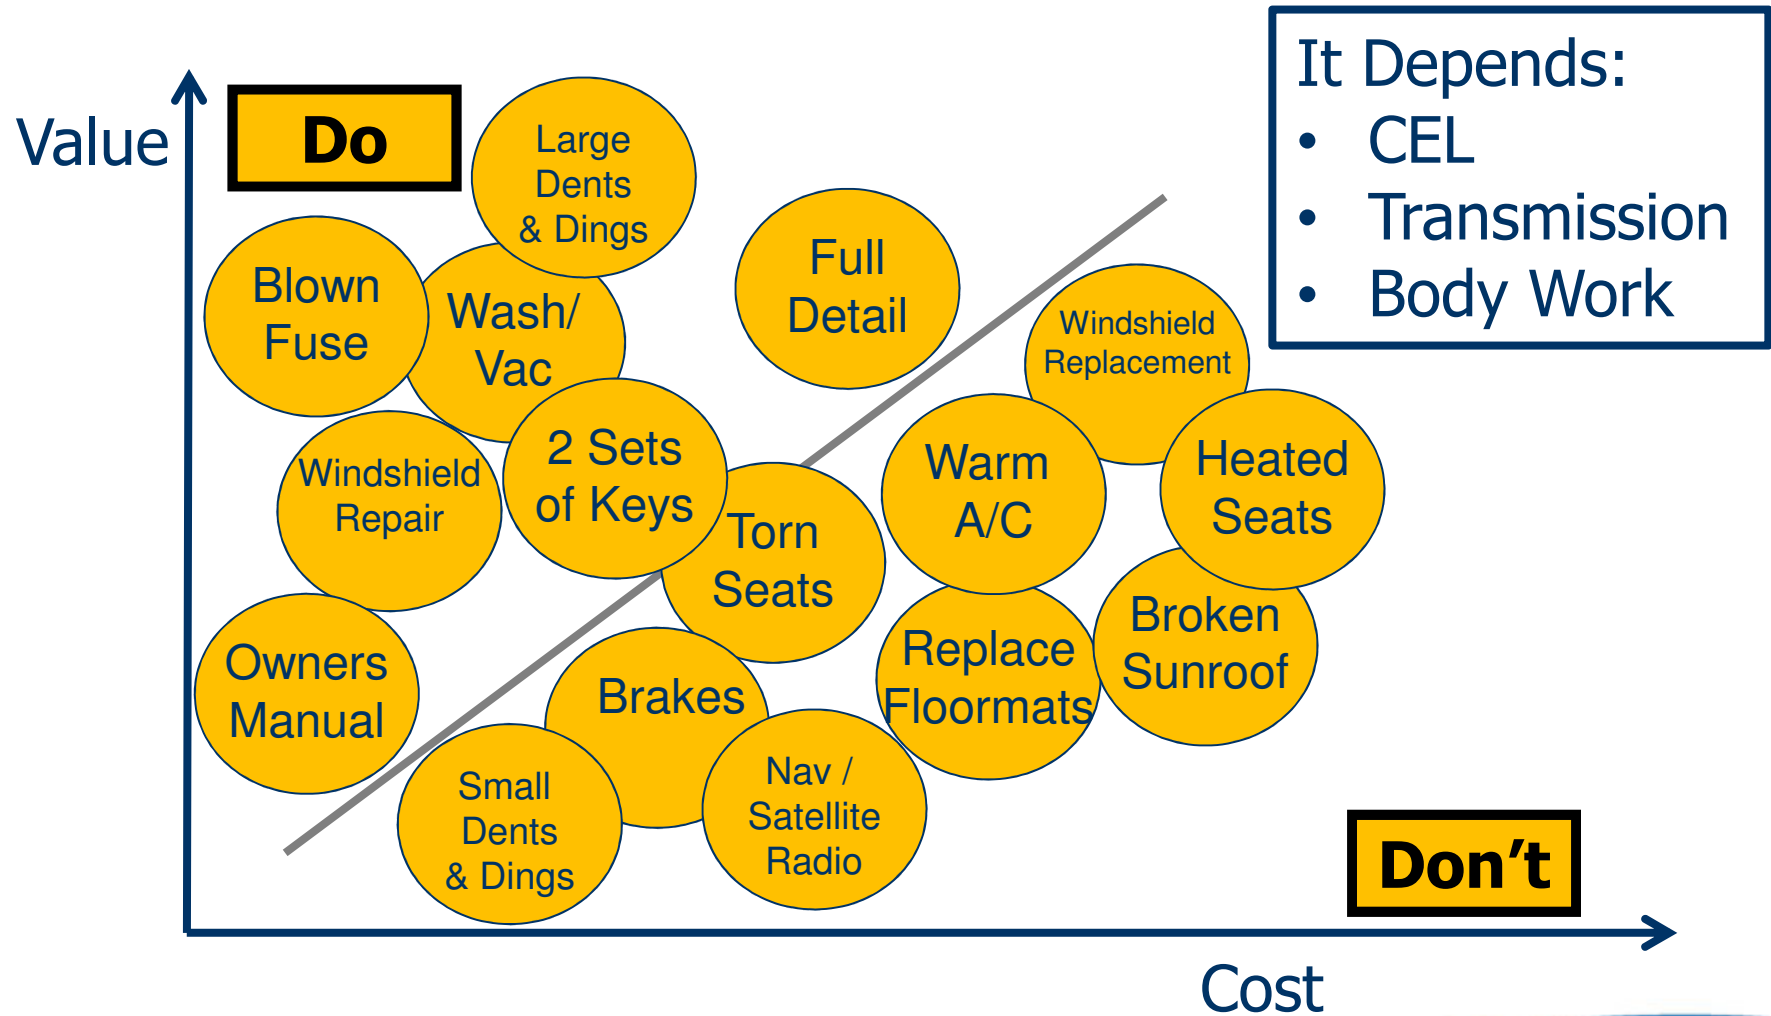 It Depends:
• CEL
• Transmission
• Body Work
Value
Do
Large
Dents
& Dings
Blown
Fuse
Wash/
Vac
Full
Detail
Windshield
Replacement
Windshield
Repair
2 Sets
of Keys
Torn
Seats
Warm
A/C
Heated
Seats
Owners
Manual
Brakes
Replace
Floormats
Broken
Sunroof
Small
Dents
& Dings
Nav /
Satellite
Radio
Don’t
Cost